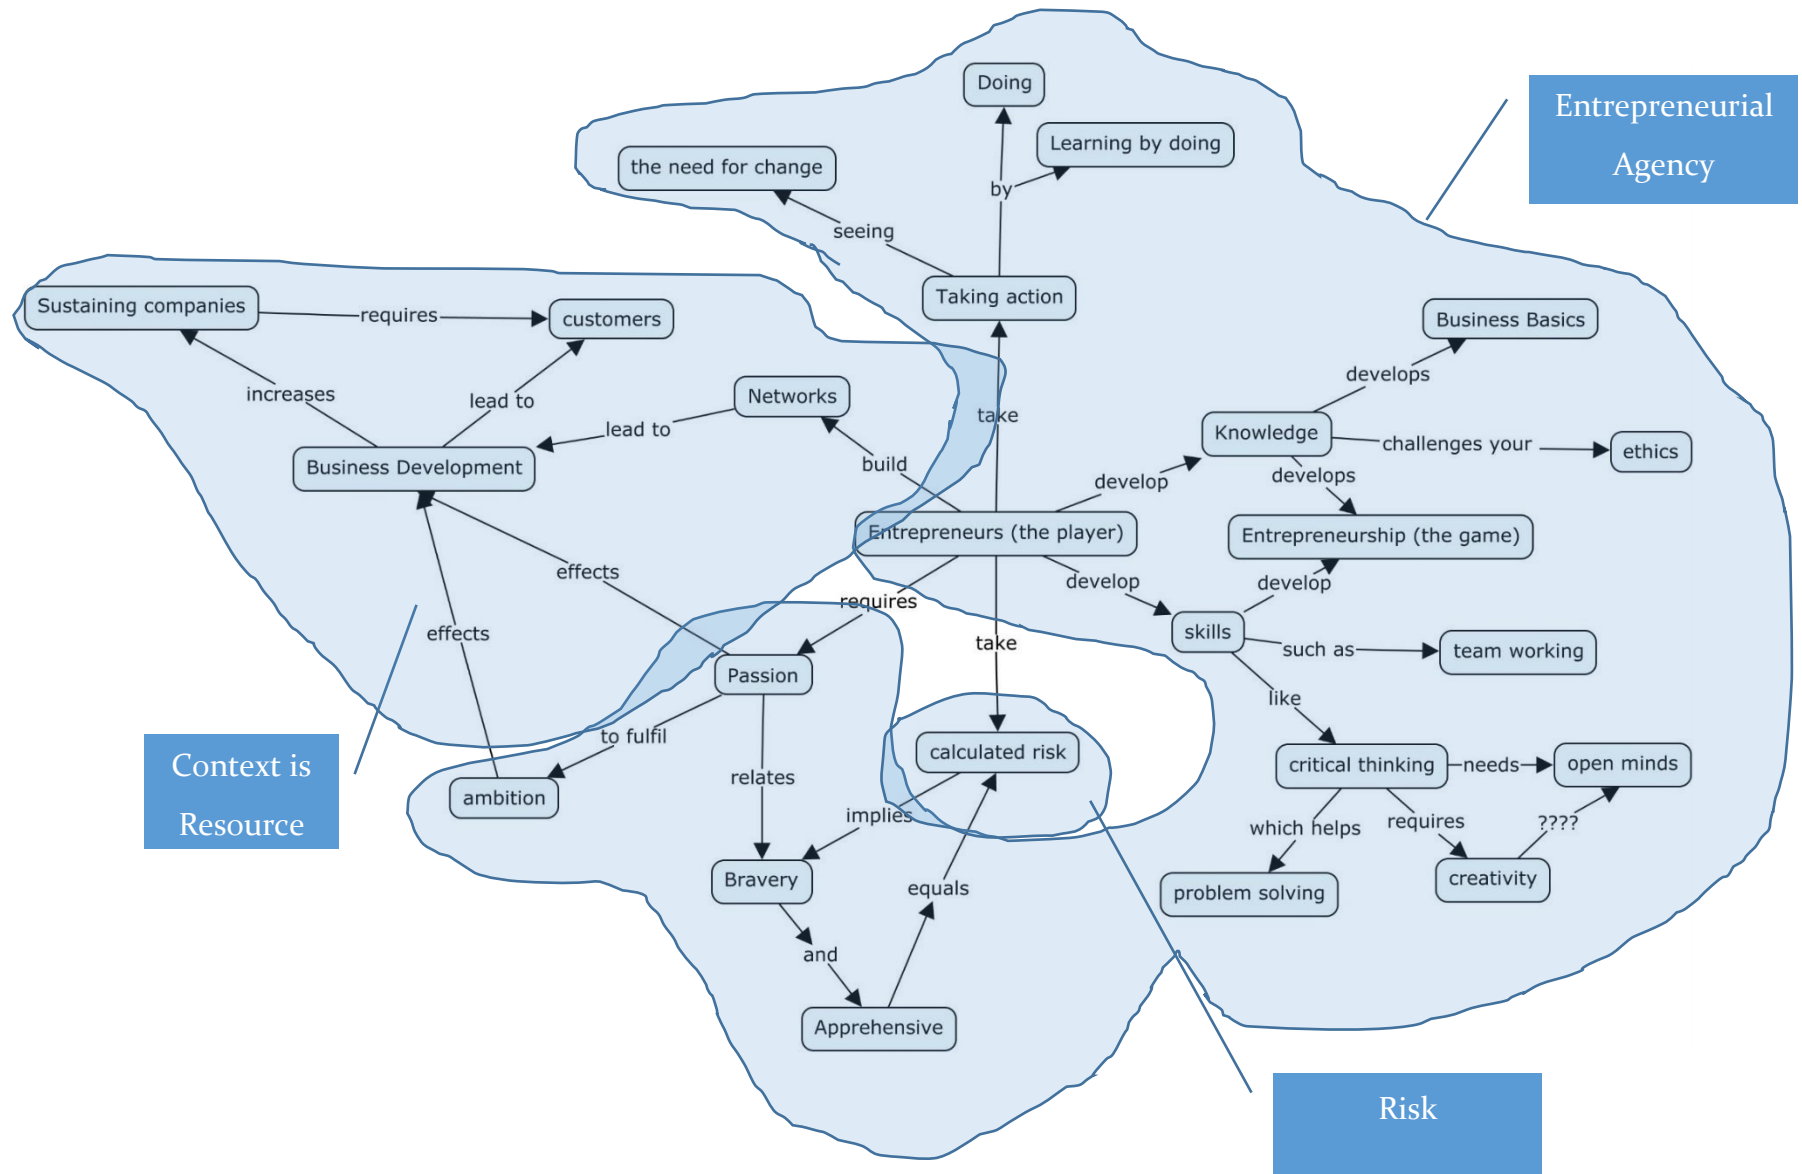 Doing
Entrepreneurial
Agency
Learning by doing
the need for change
by
seeing
Taking action
Sustaining companies
requires
customers
Business Basics
increases
lead to
Networks
take
develops
Knowledge
challenges your
ethics
lead to
build
Business Development
develop
develops
Entrepreneurs (the player)
Entrepreneurship (the game)
effects
develop
develop
requires
effects
take
skills
such as
team working
Passion
like
to fulfil
calculated risk
critical thinking
needs
open minds
Context is
Resource
ambition
relates
implies
which helps
requires
????
Bravery
equals
problem solving
creativity
and
Apprehensive
Risk